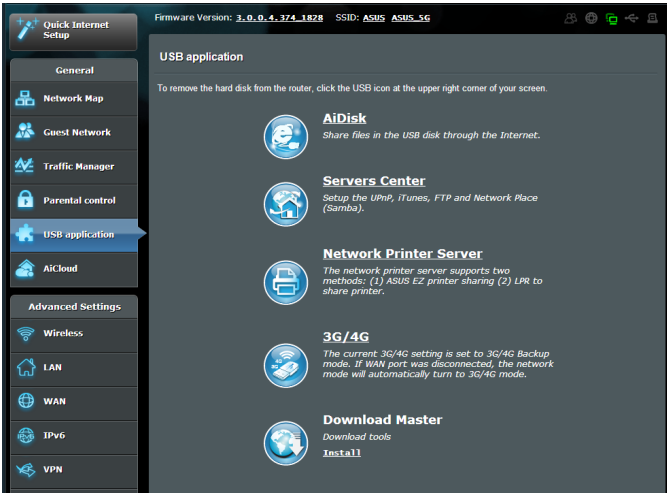 Quick Internet
Setup
Firmware Version: 3.0.0.4.374_1828 SSID: ASUS ASUS_5G
General
Network Map
Guest Network
Traffic Manager
Parental control
USB application
AiCloud
Advanced Settings
Wireless
LAN
WAN
IPv6
IPv6
VPN
USB application
To remove the hard disk from the router, click the USB icon at the upper right corner of your screen.
AiDisk
Share files in the USB disk through the Internet.
Servers Center
Setup the UPnP, iTunes, FTP and Network Place
(Samba).
Network Printer Server
The network printer server supports two
methods: (1) ASUS EZ printer sharing (2) LPR to
share printer.
4G
3G
3G/4G
The current 3G/4G setting is set to 3G/4G Backup
mode. If WAN port was disconnected, the network
mode will automatically turn to 3G/4G mode.
Download Master
Download tools
Install